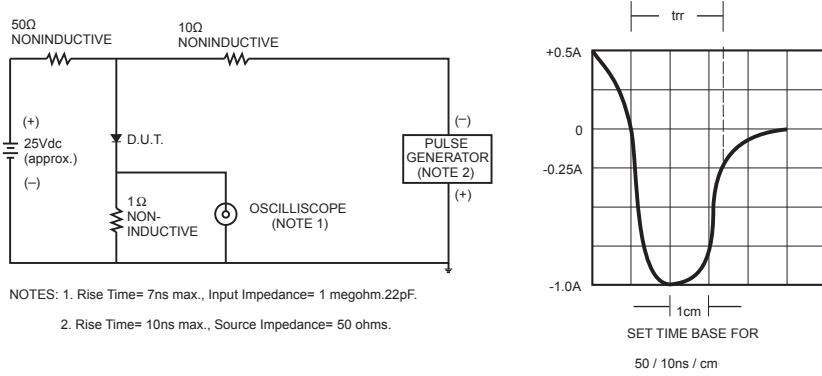 50Ω
NONINDUCTIVE
10Ω
NONINDUCTIVE
(+)
25Vdc
(approx.)
(–)
D.U.T.
1Ω
NON-
INDUCTIVE
OSCILLISCOPE
(NOTE 1)
(–)
PULSE
GENERATOR
(NOTE 2)
(+)
NOTES: 1. Rise Time= 7ns max., Input Impedance= 1 megohm.22pF.
2. Rise Time= 10ns max., Source Impedance= 50 ohms.
trr
+0.5A
0
-0.25A
-1.0A
1cm
SET TIME BASE FOR
50 / 10ns / cm